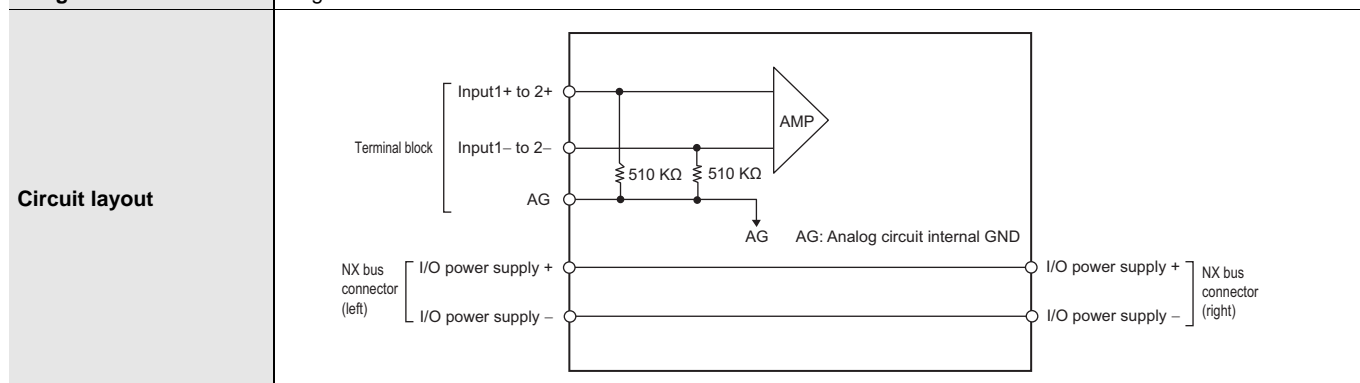 Circuit layout
Input1+ to 2+
AMP
Terminal block
Input1– to 2–
510 KΩ
510 KΩ
AG
AG
AG: Analog circuit internal GND
NX bus
connector
(left)
I/O power supply +
I/O power supply –
I/O power supply +
I/O power supply –
NX bus
connector
(right)